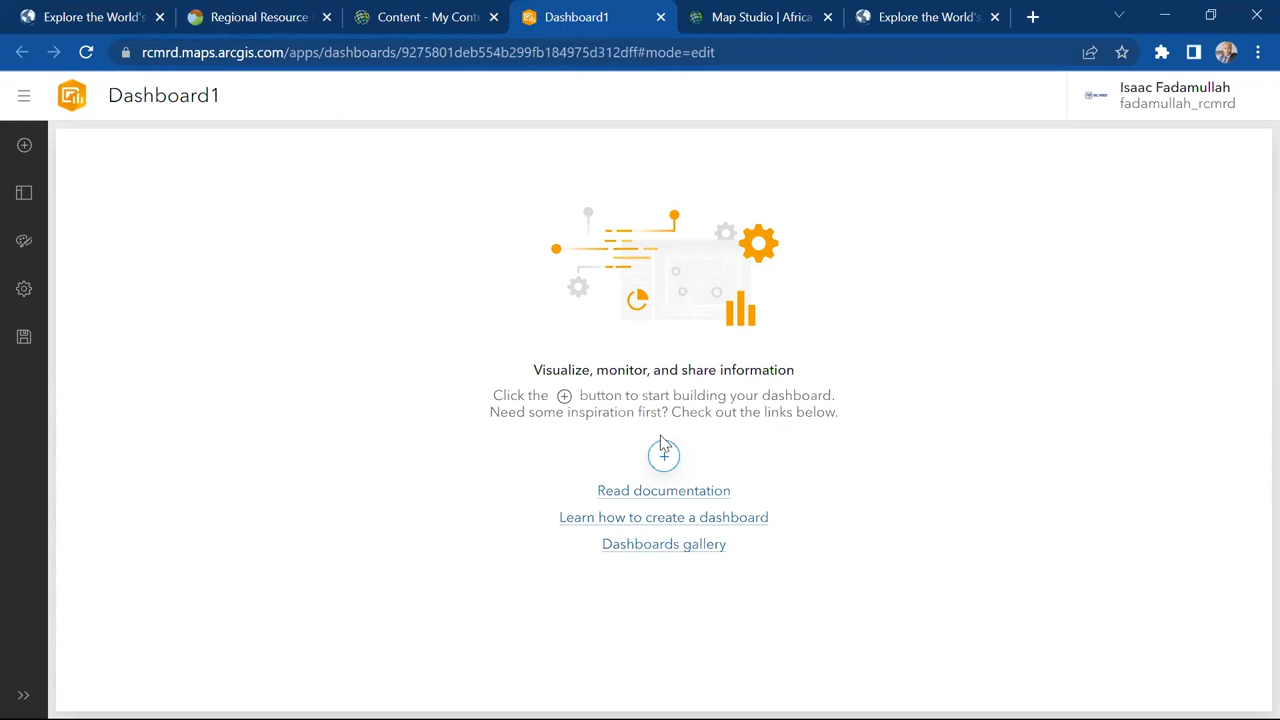 Explore the World's
Regional Resource
Content - My Cont
Dashboard1
Map Studio | Africa
Explore the World's
rcmrd.maps.arcgis.com/apps/dashboards/9275801deb554b299fb184975d312dff#mode=edit
Dashboard1
RCMRD
Isaac Fadamullah
fadamullah_rcmrd
Visualize, monitor, and share information
Click the button to start building your dashboard.
Need some inspiration first? Check out the links below.
Read documentation
Learn how to create a dashboard
Dashboards gallery